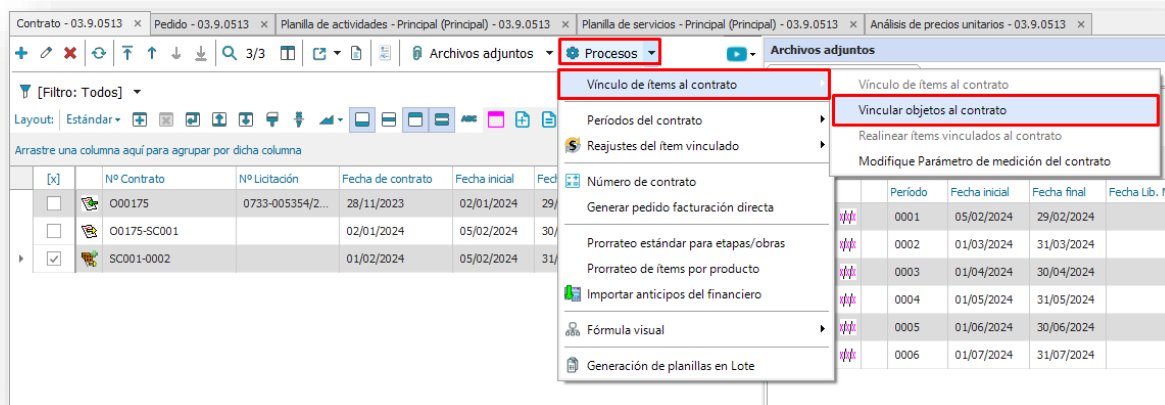 Contrato - 03.9.0513 × Pedido - 03.9.0513 × Planilla de actividades - Principal (Principal) - 03.9.0513 × Planilla de servicios - Principal (Principal) - 03.9.0513 × Análisis de precios unitarios - 03.9.0513 ×
3/3 Archivos adjuntos Procesos Archivos adjuntos
[Filtro: Todos]
Layout: Estándar
Arrastre una columna aquí para agrupar por dicha columna
[x] Nº Contrato Nº Licitación Fecha de contrato Fecha inicial Fech
O00175 0733-005354/2... 28/11/2023 02/01/2024 29/
O0175-SC001 02/01/2024 05/02/2024 30/
SC001-0002 01/02/2024 05/02/2024 31/
Vínculo de ítems al contrato
Períodos del contrato
Reajustes del ítem vinculado
Número de contrato
Generar pedido facturación directa
Prorrateo estándar para etapas/obras
Prorrateo de ítems por producto
Importar anticipos del financiero
Fórmula visual
Generación de planillas en Lote
Vínculo de ítems al contrato
Vincular objetos al contrato
Realinear ítems vinculados al contrato
Modifique Parámetro de medición del contrato
Período Fecha inicial Fecha final Fecha Lib. M
0001 05/02/2024 29/02/2024
0002 01/03/2024 31/03/2024
0003 01/04/2024 30/04/2024
0004 01/05/2024 31/05/2024
0005 01/06/2024 30/06/2024
0006 01/07/2024 31/07/2024